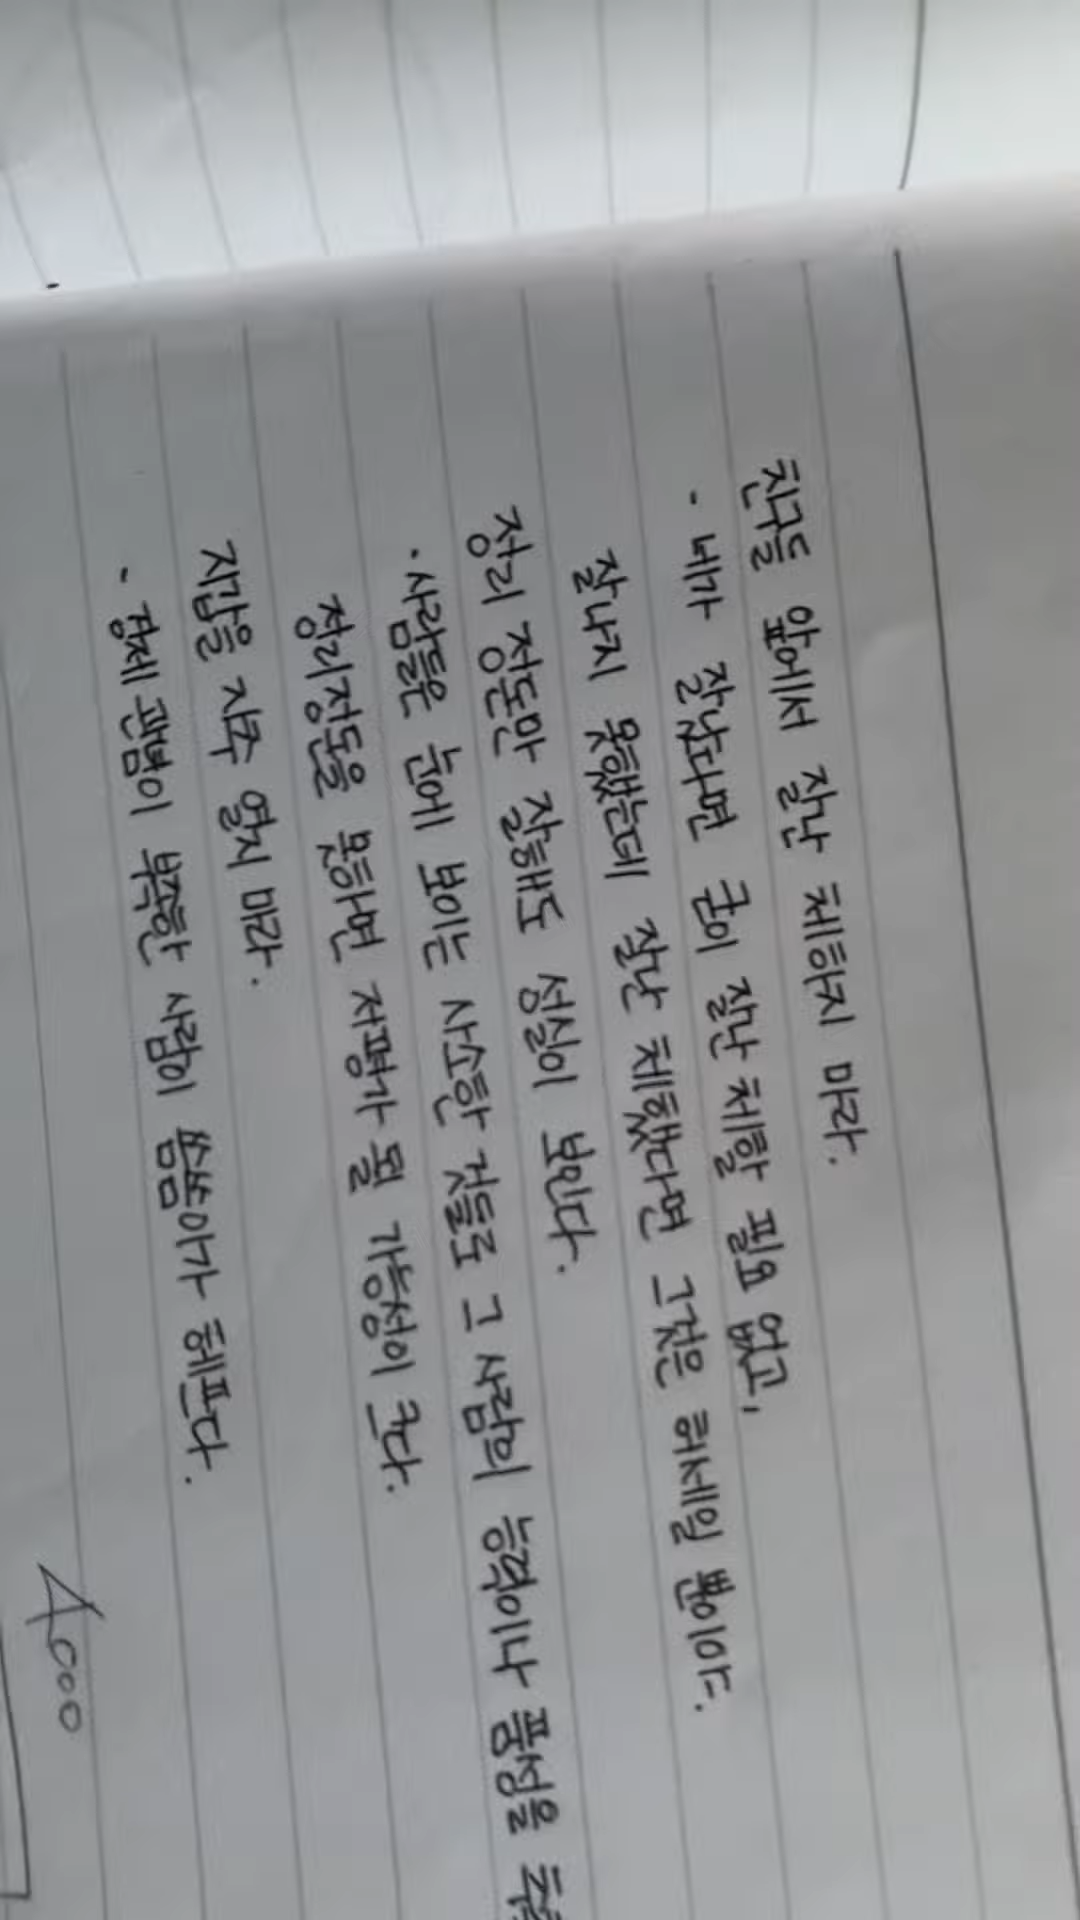 친구들 앞에서 잘난 체하지 마라.
- 네가 잘났다면 굳이 잘난 체할 필요 없고,
잘나지 못했는데 잘난 체했다면 그것은 허세일 뿐이야.
정리 정돈만 잘해도 성실이 보인다.
- 사람들은 눈에 보이는 사소한 것들로 그 사람의 능력이나 품성을
정리정돈을 못하면 저평가 될 가능성이 크다.
지갑을 자주 열지 마라.
- 경제 관념이 부족한 사람이 씀씀이가 헤프다.
4000